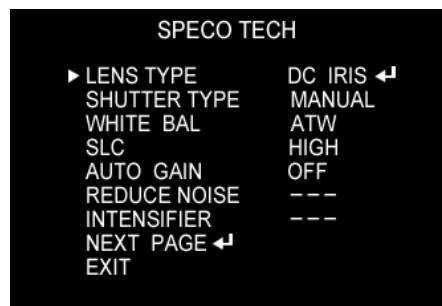 SPECO TECH
► LENS TYPE DC IRIS ↵
SHUTTER TYPE MANUAL
WHITE BAL ATW
SLC HIGH
AUTO GAIN OFF
REDUCE NOISE – – –
INTENSIFIER – – –
NEXT PAGE ↵
EXIT